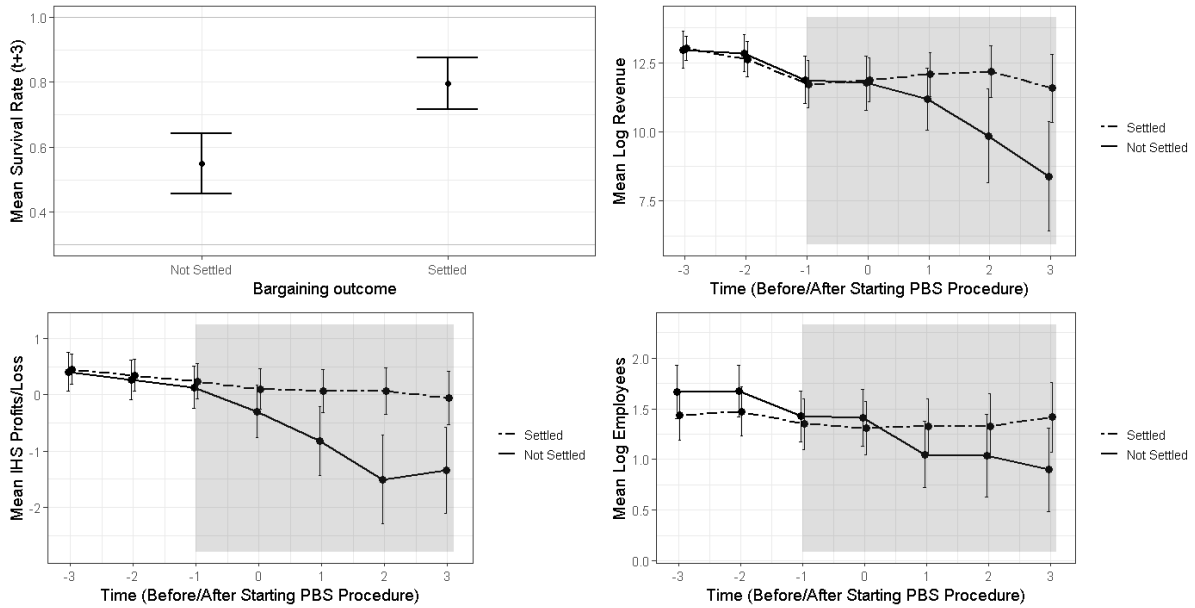 Mean Survival Rate (t+3)
1.0
0.8
0.6
0.4
Not Settled
Settled
Bargaining outcome
Mean Log Revenue
12.5
10.0
7.5
-3
-2
-1
0
1
2
3
Time (Before/After Starting PBS Procedure)
Settled
Not Settled
Mean IHS Profits/Loss
1
0
-1
-2
-3
-2
-1
0
1
2
3
Time (Before/After Starting PBS Procedure)
Settled
Not Settled
Mean Log Employees
2.0
1.5
1.0
0.5
0.0
-3
-2
-1
0
1
2
3
Time (Before/After Starting PBS Procedure)
Settled
Not Settled